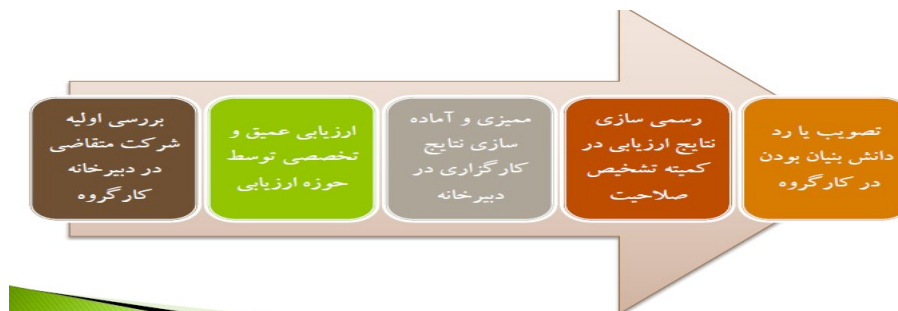 بررسی اولیه
شرکت متقاضی
در دبیرخانه
کارگروه
ارزیابی عمیق و
تخصصی توسط
حوزه ارزیابی
ممیزی و آماده
سازی نتایج
کارگزاری در
دبیرخانه
رسمی سازی
نتایج ارزیابی در
کمیته تشخیص
صلاحیت
تصویب یا رد
دانش بنیان بودن
در کارگروه